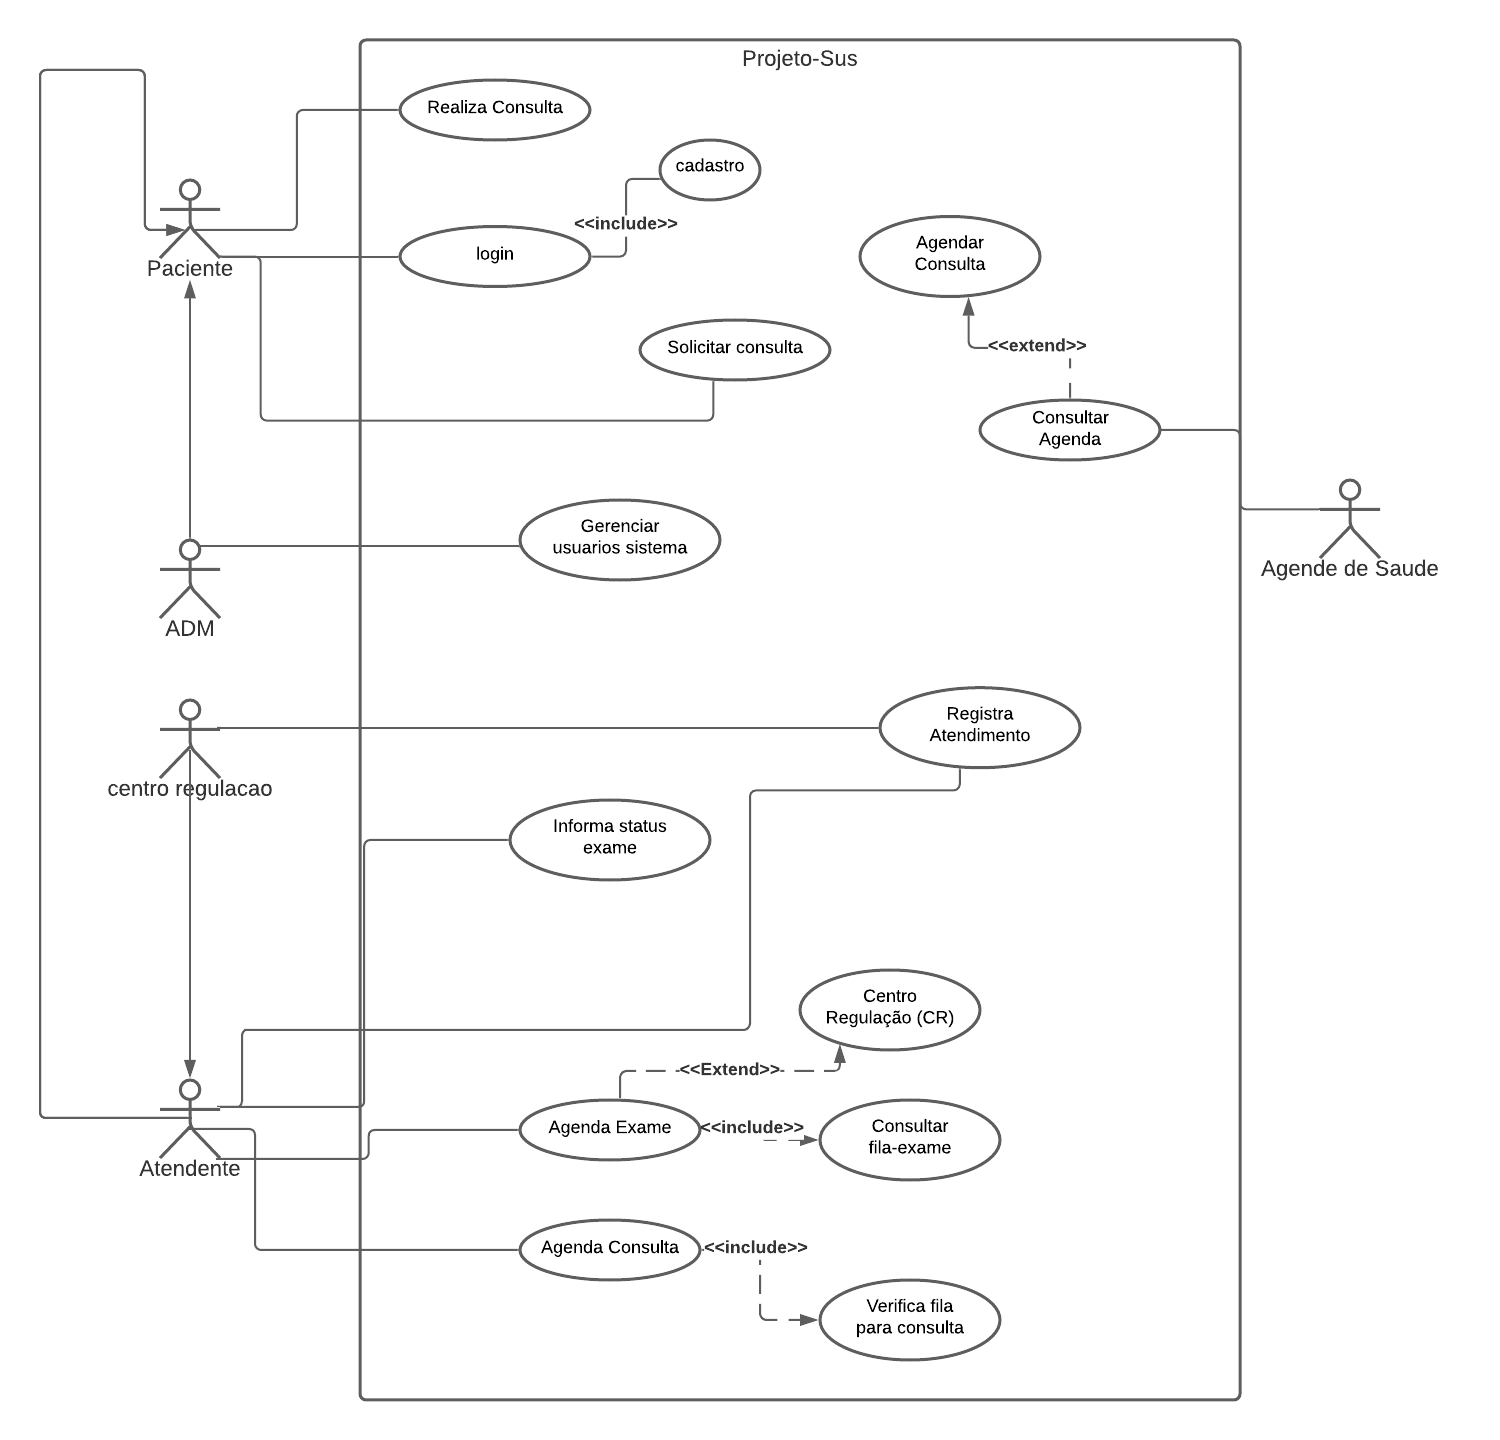 Projeto-Sus
Realiza Consulta
cadastro
<<include>>
login
Paciente
Agendar
Consulta
<<extend>>
Solicitar consulta
Consultar
Agenda
Gerenciar
usuarios sistema
ADM
Agende de Saude
Registra
Atendimento
centro regulacao
Informa status
exame
Centro
Regulação (CR)
<<Extend>>
Agenda Exame
<<include>>
Consultar
fila-exame
Atendente
Agenda Consulta
<<include>>
Verifica fila
para consulta